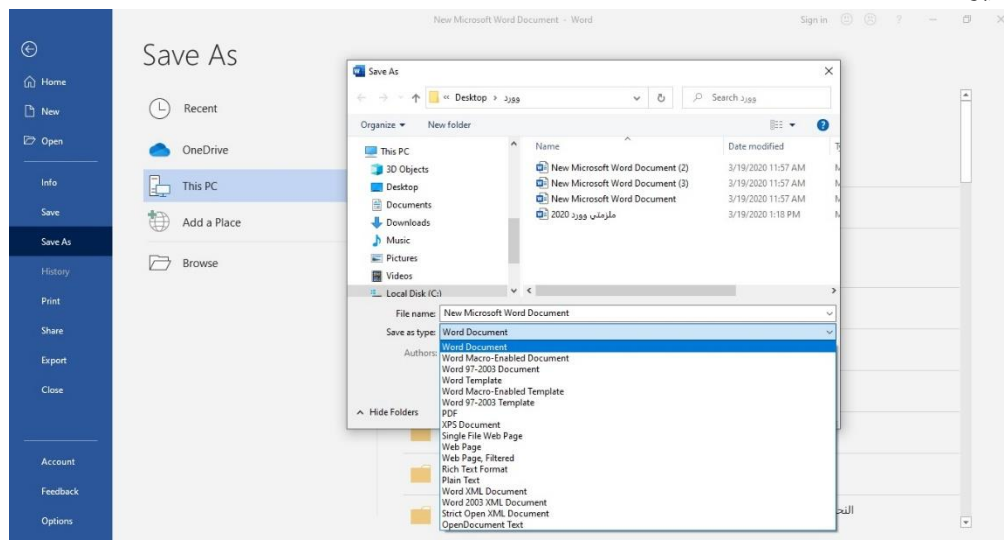 New Microsoft Word Document - Word
Sign in
?
Home
New
Open
Info
Save
Save As
History
Print
Share
Export
Close
Account
Feedback
Options
Save As
Recent
OneDrive
This PC
Add a Place
Browse
Save As
« Desktop › وورد
Search وورد
Organize
New folder
This PC
3D Objects
Desktop
Documents
Downloads
Music
Pictures
Videos
Local Disk (C:)
Name Date modified
New Microsoft Word Document (2) 3/19/2020 11:57 AM
New Microsoft Word Document (3) 3/19/2020 11:57 AM
New Microsoft Word Document 3/19/2020 11:57 AM
ملزمتي وورد 2020 3/19/2020 1:18 PM
File name: New Microsoft Word Document
Save as type: Word Document
Authors:
Word Document
Word Macro-Enabled Document
Word 97-2003 Document
Word Template
Word Macro-Enabled Template
Word 97-2003 Template
PDF
XPS Document
Single File Web Page
Web Page
Web Page, Filtered
Rich Text Format
Plain Text
Word XML Document
Word 2003 XML Document
Strict Open XML Document
OpenDocument Text
Hide Folders